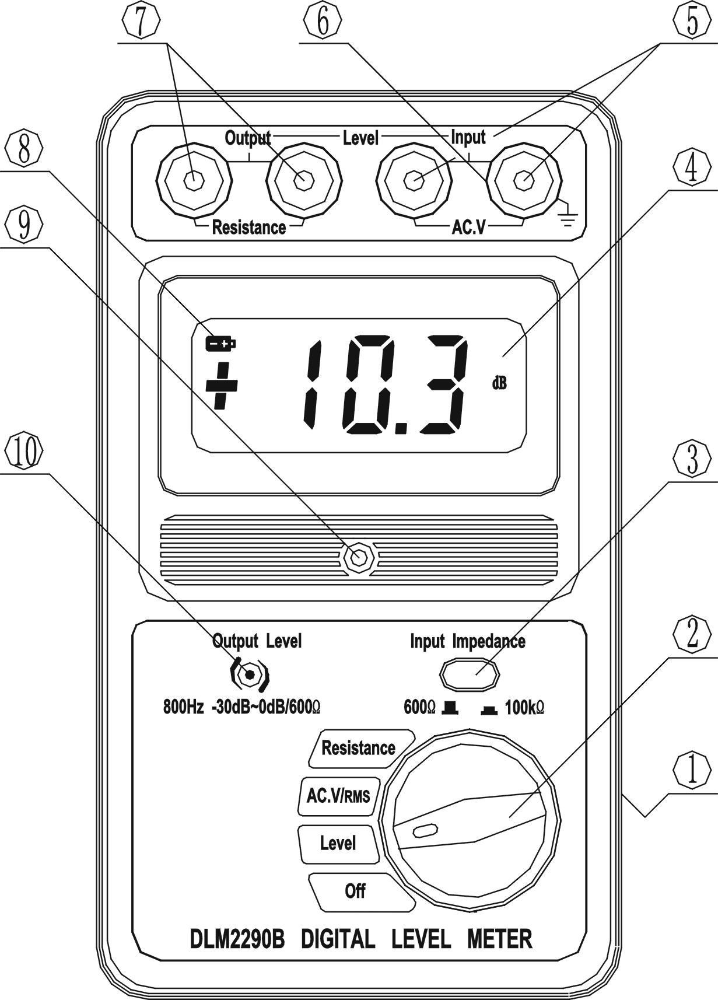 7 6 5
Output Level Input
8
4
9
Resistance AC.V
+10.3 dB
10
3
2
Output Level Input Impedance
800Hz -30dB~0dB/600Ω 600Ω 100kΩ
Resistance
1
AC.V/RMS
Level
Off
DLM2290B DIGITAL LEVEL METER